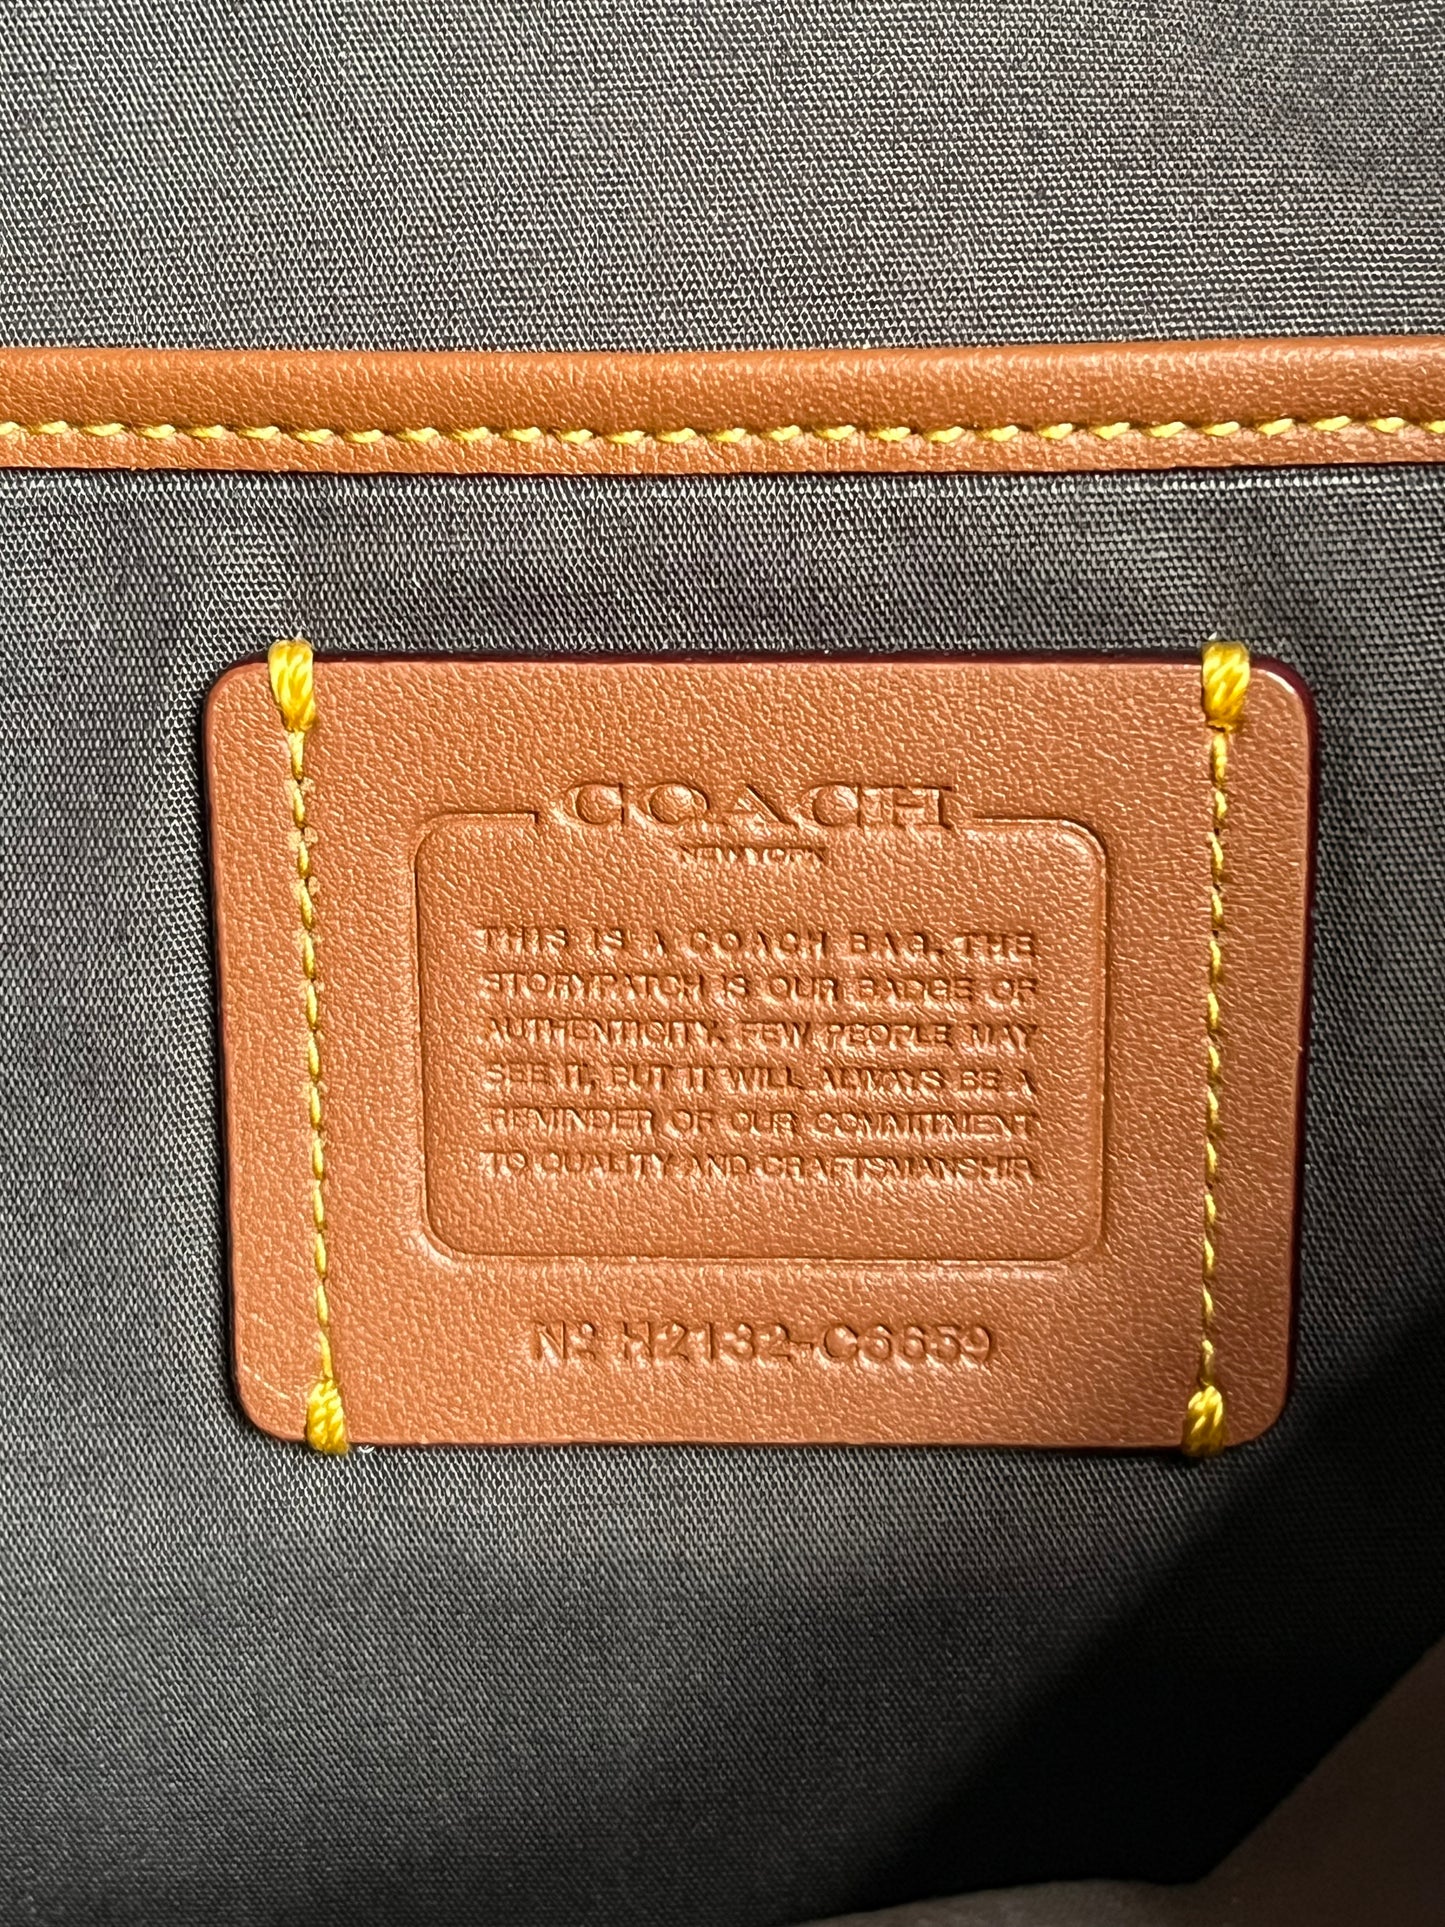 COACH
NEW YORK
THIS IS A COACH BAG. THE
STORYPATCH IS OUR BADGE OF
AUTHENTICITY. FEW PEOPLE MAY
SEE IT, BUT IT WILL ALWAYS BE A
REMINDER OF OUR COMMITMENT
TO QUALITY AND CRAFTSMANSHIP.
Nº H2132-C6659